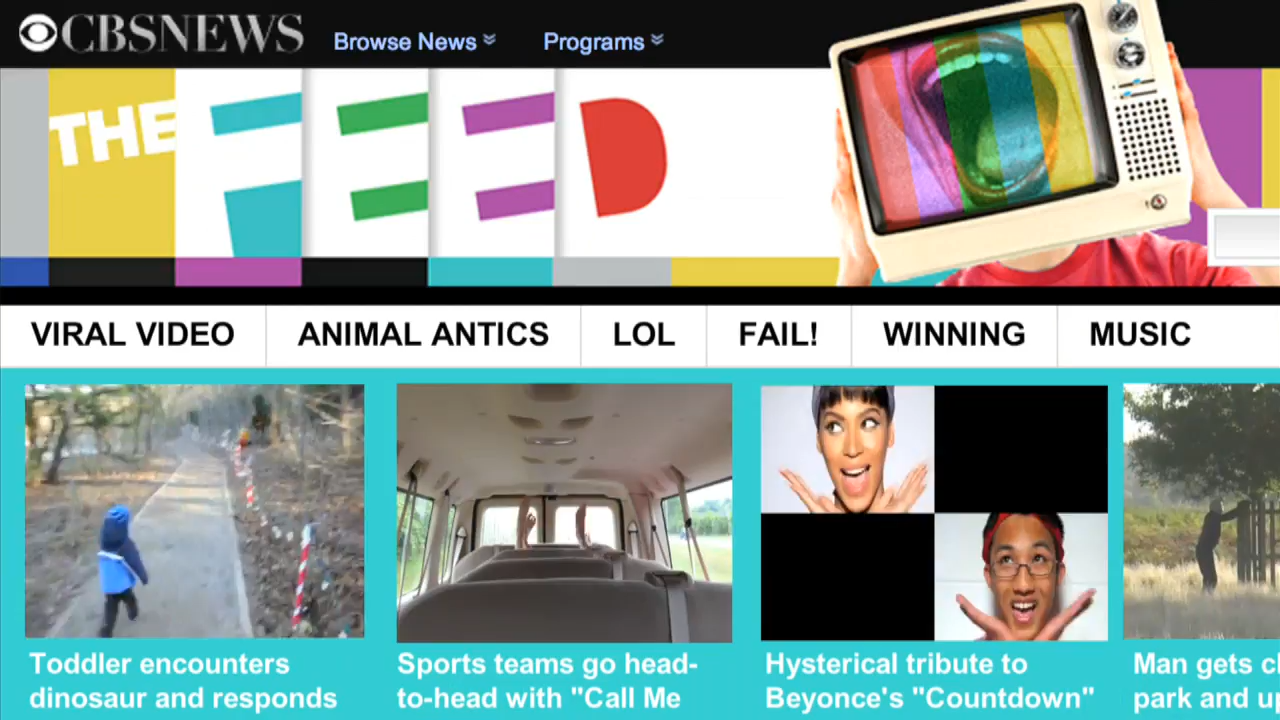 CBSNEWS Browse News Programs
THE FEED
VIRAL VIDEO ANIMAL ANTICS LOL FAIL! WINNING MUSIC
Toddler encounters
dinosaur and responds
Sports teams go head-
to-head with "Call Me
Hysterical tribute to
Beyonce's "Countdown"
Man gets
park and